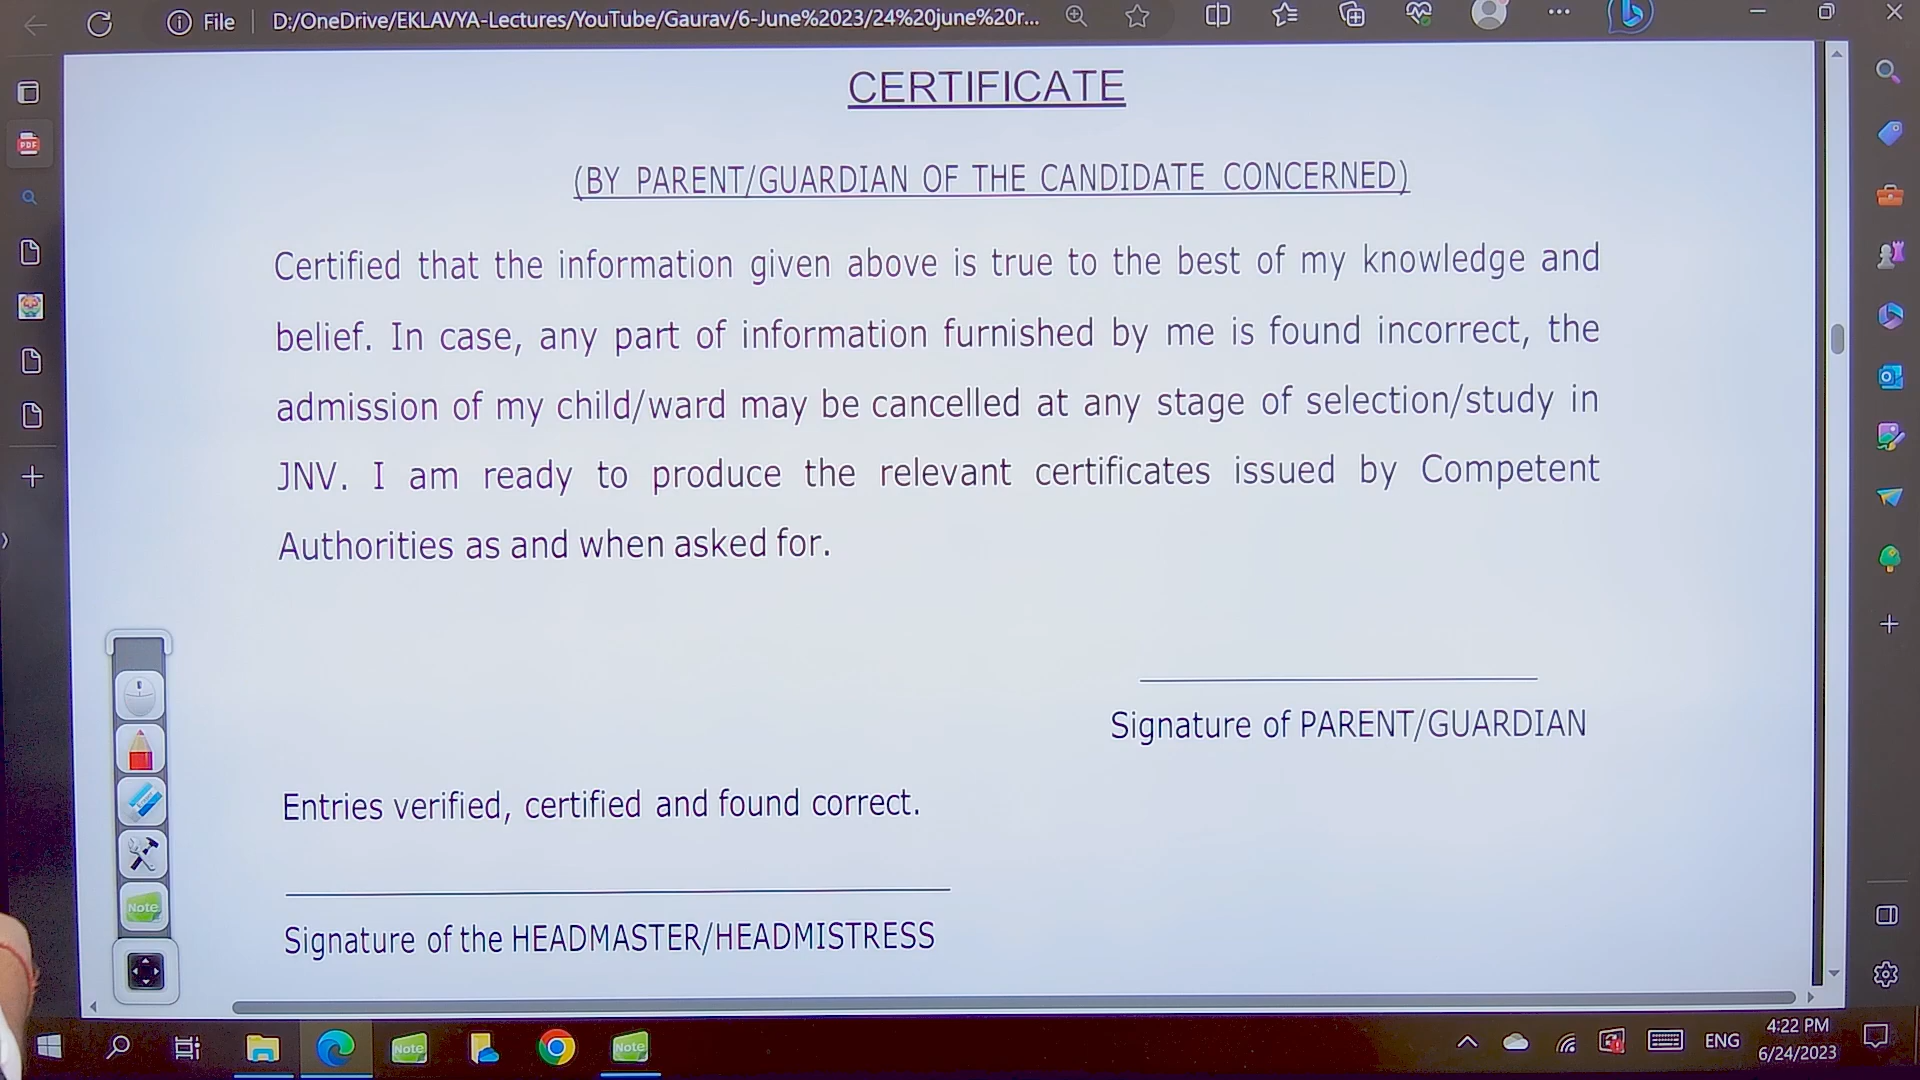 File
D:/OneDrive/EKLAVYA-Lectures/YouTube/Gaurav/6-June%2023/24%20june%20r...
CERTIFICATE
(BY PARENT/GUARDIAN OF THE CANDIDATE CONCERNED)
Certified that the information given above is true to the best of my knowledge and
belief. In case, any part of information furnished by me is found incorrect, the
admission of my child/ward may be cancelled at any stage of selection/study in
JNV. I am ready to produce the relevant certificates issued by Competent
Authorities as and when asked for.
Signature of PARENT/GUARDIAN
Entries verified, certified and found correct.
Signature of the HEADMASTER/HEADMISTRESS
PDF
Note
Note
Note
ENG
4:22 PM
6/24/2023